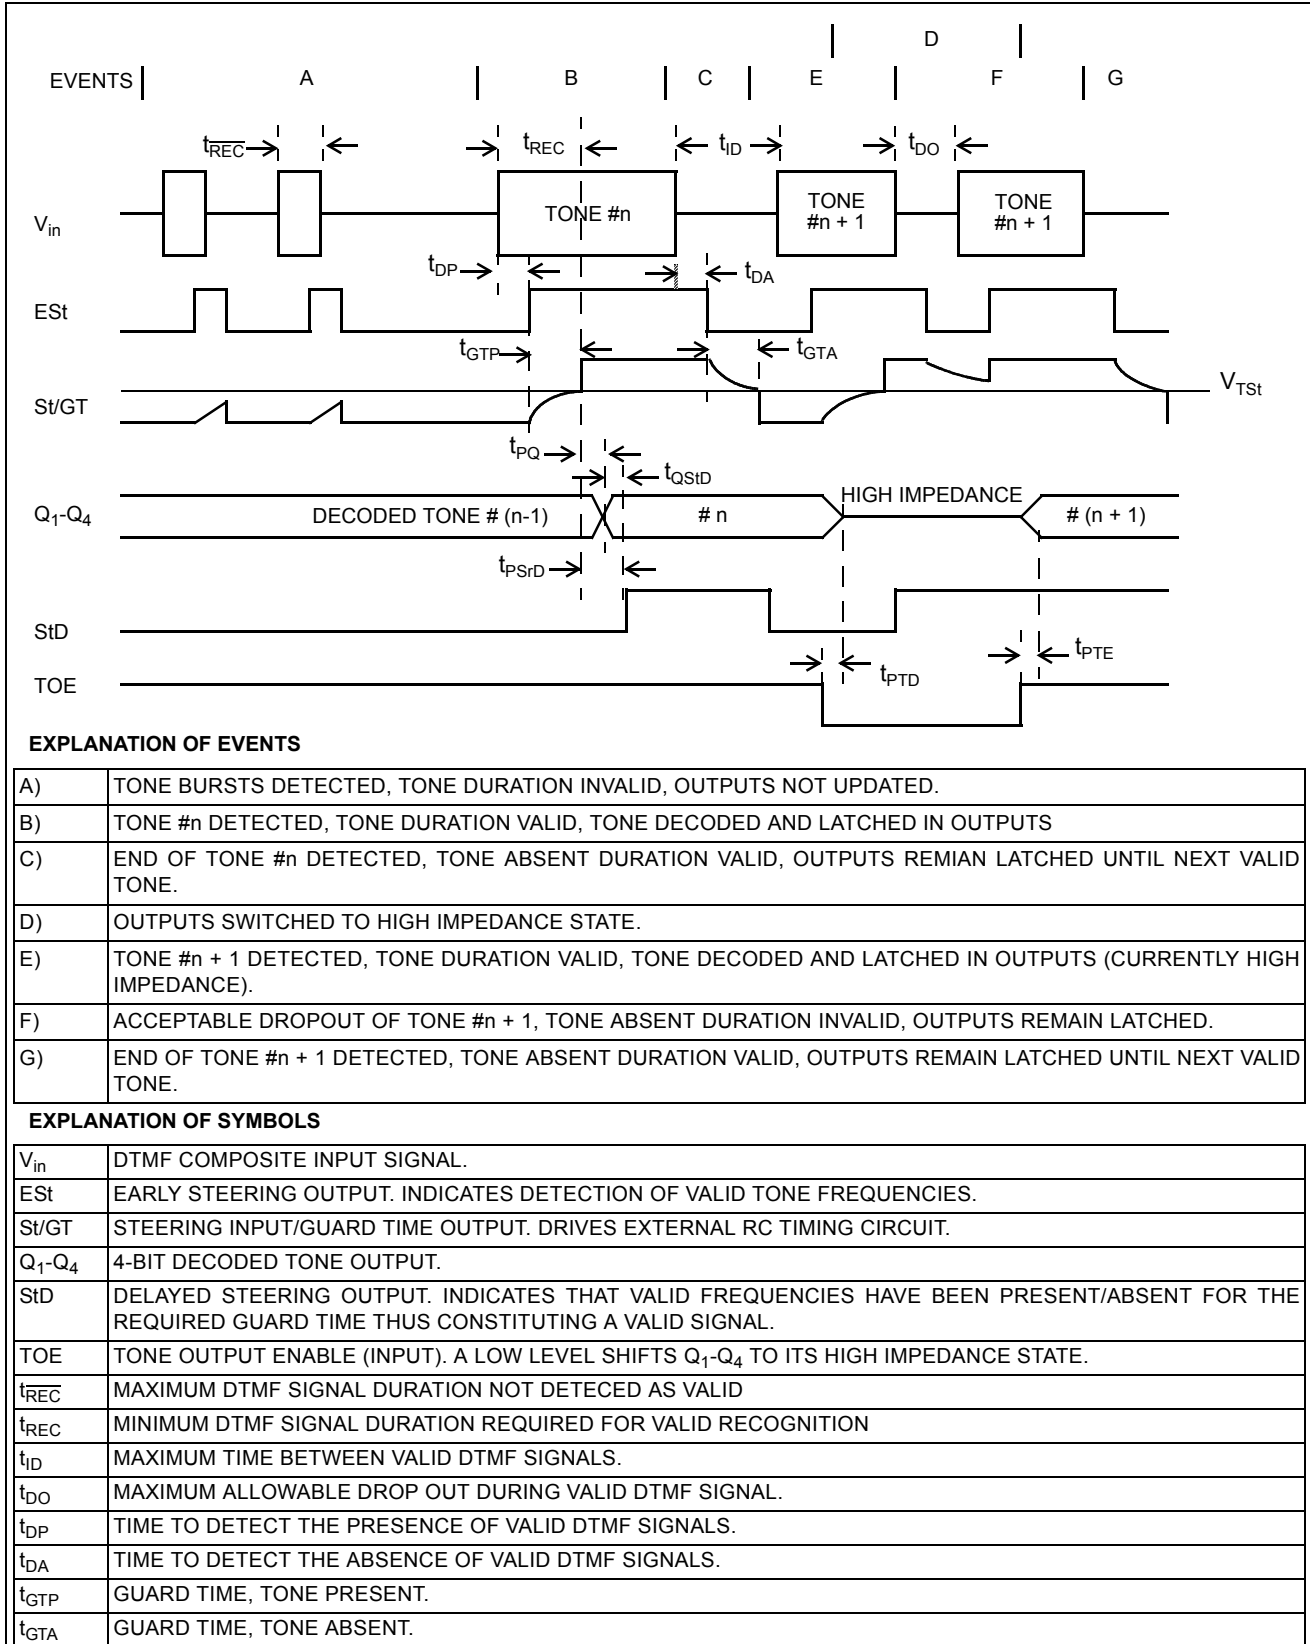 D
EVENTS A B C E F G
tREC tREC tID tDO
Vin TONE #n TONE #n + 1 TONE #n + 1
tDP tDA
ESt
tGTP tGTA
St/GT VTSt
tPQ tQStD
Q1-Q4 DECODED TONE # (n-1) # n HIGH IMPEDANCE # (n + 1)
tPSrD
StD
tPTD tPTE
TOE
EXPLANATION OF EVENTS
A) TONE BURSTS DETECTED, TONE DURATION INVALID, OUTPUTS NOT UPDATED.
B) TONE #n DETECTED, TONE DURATION VALID, TONE DECODED AND LATCHED IN OUTPUTS
C) END OF TONE #n DETECTED, TONE ABSENT DURATION VALID, OUTPUTS REMIAN LATCHED UNTIL NEXT VALID
TONE.
D) OUTPUTS SWITCHED TO HIGH IMPEDANCE STATE.
E) TONE #n + 1 DETECTED, TONE DURATION VALID, TONE DECODED AND LATCHED IN OUTPUTS (CURRENTLY HIGH
IMPEDANCE).
F) ACCEPTABLE DROPOUT OF TONE #n + 1, TONE ABSENT DURATION INVALID, OUTPUTS REMAIN LATCHED.
G) END OF TONE #n + 1 DETECTED, TONE ABSENT DURATION VALID, OUTPUTS REMAIN LATCHED UNTIL NEXT VALID
TONE.
EXPLANATION OF SYMBOLS
Vin DTMF COMPOSITE INPUT SIGNAL.
ESt EARLY STEERING OUTPUT. INDICATES DETECTION OF VALID TONE FREQUENCIES.
St/GT STEERING INPUT/GUARD TIME OUTPUT. DRIVES EXTERNAL RC TIMING CIRCUIT.
Q1-Q4 4-BIT DECODED TONE OUTPUT.
StD DELAYED STEERING OUTPUT. INDICATES THAT VALID FREQUENCIES HAVE BEEN PRESENT/ABSENT FOR THE
REQUIRED GUARD TIME THUS CONSTITUTING A VALID SIGNAL.
TOE TONE OUTPUT ENABLE (INPUT). A LOW LEVEL SHIFTS Q1-Q4 TO ITS HIGH IMPEDANCE STATE.
tREC MAXIMUM DTMF SIGNAL DURATION NOT DETECED AS VALID
tREC MINIMUM DTMF SIGNAL DURATION REQUIRED FOR VALID RECOGNITION
tID MAXIMUM TIME BETWEEN VALID DTMF SIGNALS.
tDO MAXIMUM ALLOWABLE DROP OUT DURING VALID DTMF SIGNAL.
tDP TIME TO DETECT THE PRESENCE OF VALID DTMF SIGNALS.
tDA TIME TO DETECT THE ABSENCE OF VALID DTMF SIGNALS.
tGTP GUARD TIME, TONE PRESENT.
tGTA GUARD TIME, TONE ABSENT.